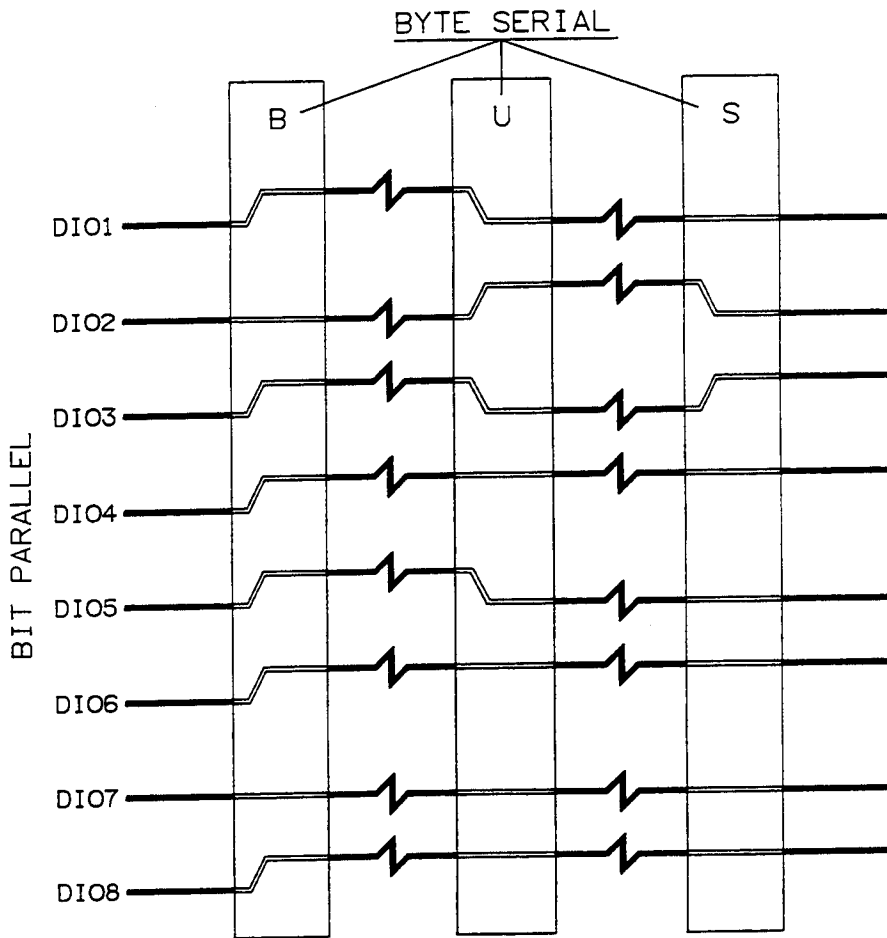 BYTE SERIAL
B U S
DIO1
DIO2
DIO3
DIO4
DIO5
DIO6
DIO7
DIO8
BIT PARALLEL